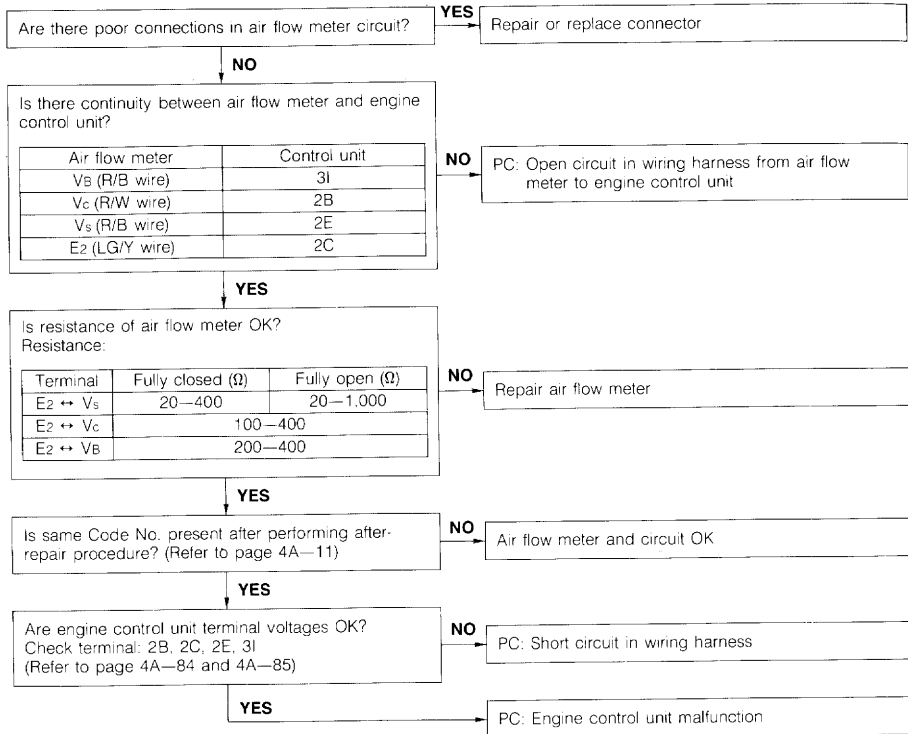 Are there poor connections in air flow meter circuit?
YES
Repair or replace connector
NO
Is there continuity between air flow meter and engine
control unit?
Air flow meter Control unit
VB (R/B wire) 3I
Vc (R/W wire) 2B
Vs (R/B wire) 2E
E2 (LG/Y wire) 2C
NO
PC: Open circuit in wiring harness from air flow
meter to engine control unit
YES
Is resistance of air flow meter OK?
Resistance:
Terminal Fully closed (Ω) Fully open (Ω)
E2 ↔ Vs 20—400 20—1,000
E2 ↔ Vc 100—400
E2 ↔ VB 200—400
NO
Repair air flow meter
YES
Is same Code No. present after performing after-
repair procedure? (Refer to page 4A—11)
NO
Air flow meter and circuit OK
YES
Are engine control unit terminal voltages OK?
Check terminal: 2B, 2C, 2E, 3I
(Refer to page 4A—84 and 4A—85)
NO
PC: Short circuit in wiring harness
YES
PC: Engine control unit malfunction